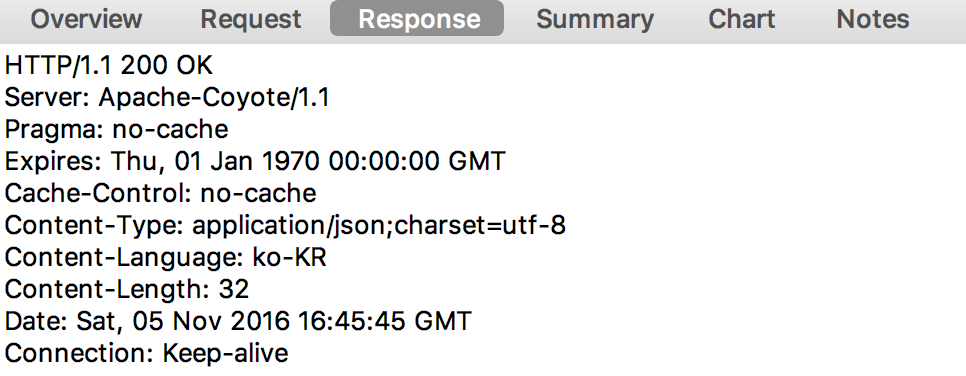 Overview Request Response Summary Chart Notes
HTTP/1.1 200 OK
Server: Apache-Coyote/1.1
Pragma: no-cache
Expires: Thu, 01 Jan 1970 00:00:00 GMT
Cache-Control: no-cache
Content-Type: application/json;charset=utf-8
Content-Language: ko-KR
Content-Length: 32
Date: Sat, 05 Nov 2016 16:45:45 GMT
Connection: Keep-alive